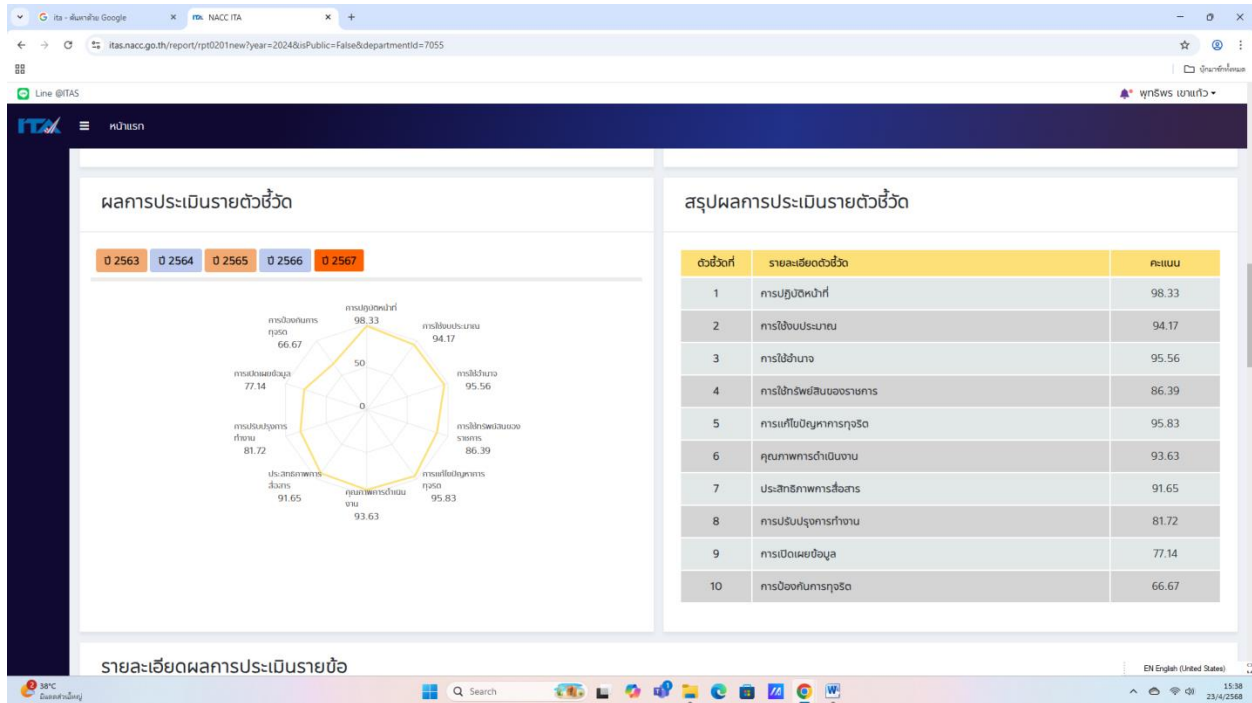 ita - ค้นหาด้วย Google
ITA NACC ITA
itas.nacc.go.th/report/rpt0201new?year=2024&isPublic=False&departmentId=7055
บุ๊กมาร์กทั้งหมด
Line @ITAS
พุทธิพร เขาแก้ว
ITA
หน้าแรก
ผลการประเมินรายตัวชี้วัด
ปี 2563 ปี 2564 ปี 2565 ปี 2566 ปี 2567
การปฏิบัติหน้าที่
98.33
การใช้งบประมาณ
94.17
การใช้อำนาจ
95.56
การใช้ทรัพย์สินของ
ราชการ
86.39
การแก้ไขปัญหาการ
ทุจริต
95.83
คุณภาพการดำเนิน
งาน
93.63
ประสิทธิภาพการ
สื่อสาร
91.65
การปรับปรุงการ
ทำงาน
81.72
การเปิดเผยข้อมูล
77.14
การป้องกันการ
ทุจริต
66.67
50
0
สรุปผลการประเมินรายตัวชี้วัด
ตัวชี้วัดที่ รายละเอียดตัวชี้วัด คะแนน
1 การปฏิบัติหน้าที่ 98.33
2 การใช้งบประมาณ 94.17
3 การใช้อำนาจ 95.56
4 การใช้ทรัพย์สินของราชการ 86.39
5 การแก้ไขปัญหาการทุจริต 95.83
6 คุณภาพการดำเนินงาน 93.63
7 ประสิทธิภาพการสื่อสาร 91.65
8 การปรับปรุงการทำงาน 81.72
9 การเปิดเผยข้อมูล 77.14
10 การป้องกันการทุจริต 66.67
รายละเอียดผลการประเมินรายข้อ
EN English (United States)
2
38°C
มีแดดส่วนใหญ่
Search
15:38
23/4/2568